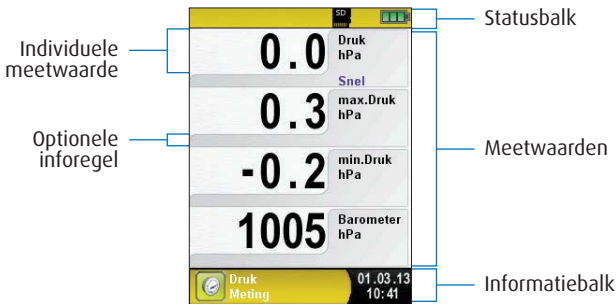 SD
Statusbalk
Individuele
meetwaarde
0.0
Druk
hPa
Snel
0.3
max.Druk
hPa
Optionele
inforegel
Meetwaarden
-0.2
min.Druk
hPa
1005
Barometer
hPa
Druk
Meting
01.03.13
10:41
Informatiebalk